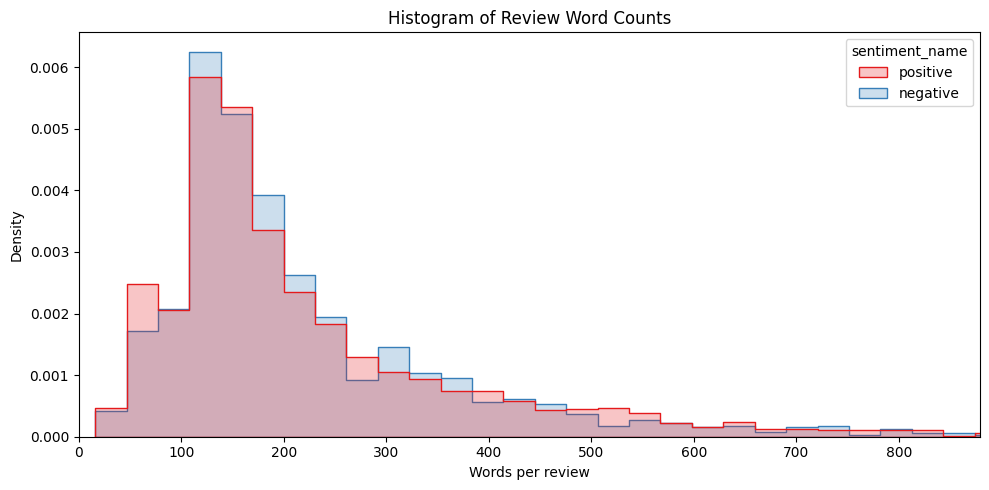 Histogram of Review Word Counts
sentiment_name
positive
negative
Density
0.006
0.005
0.004
0.003
0.002
0.001
0.000
0 100 200 300 400 500 600 700 800
Words per review